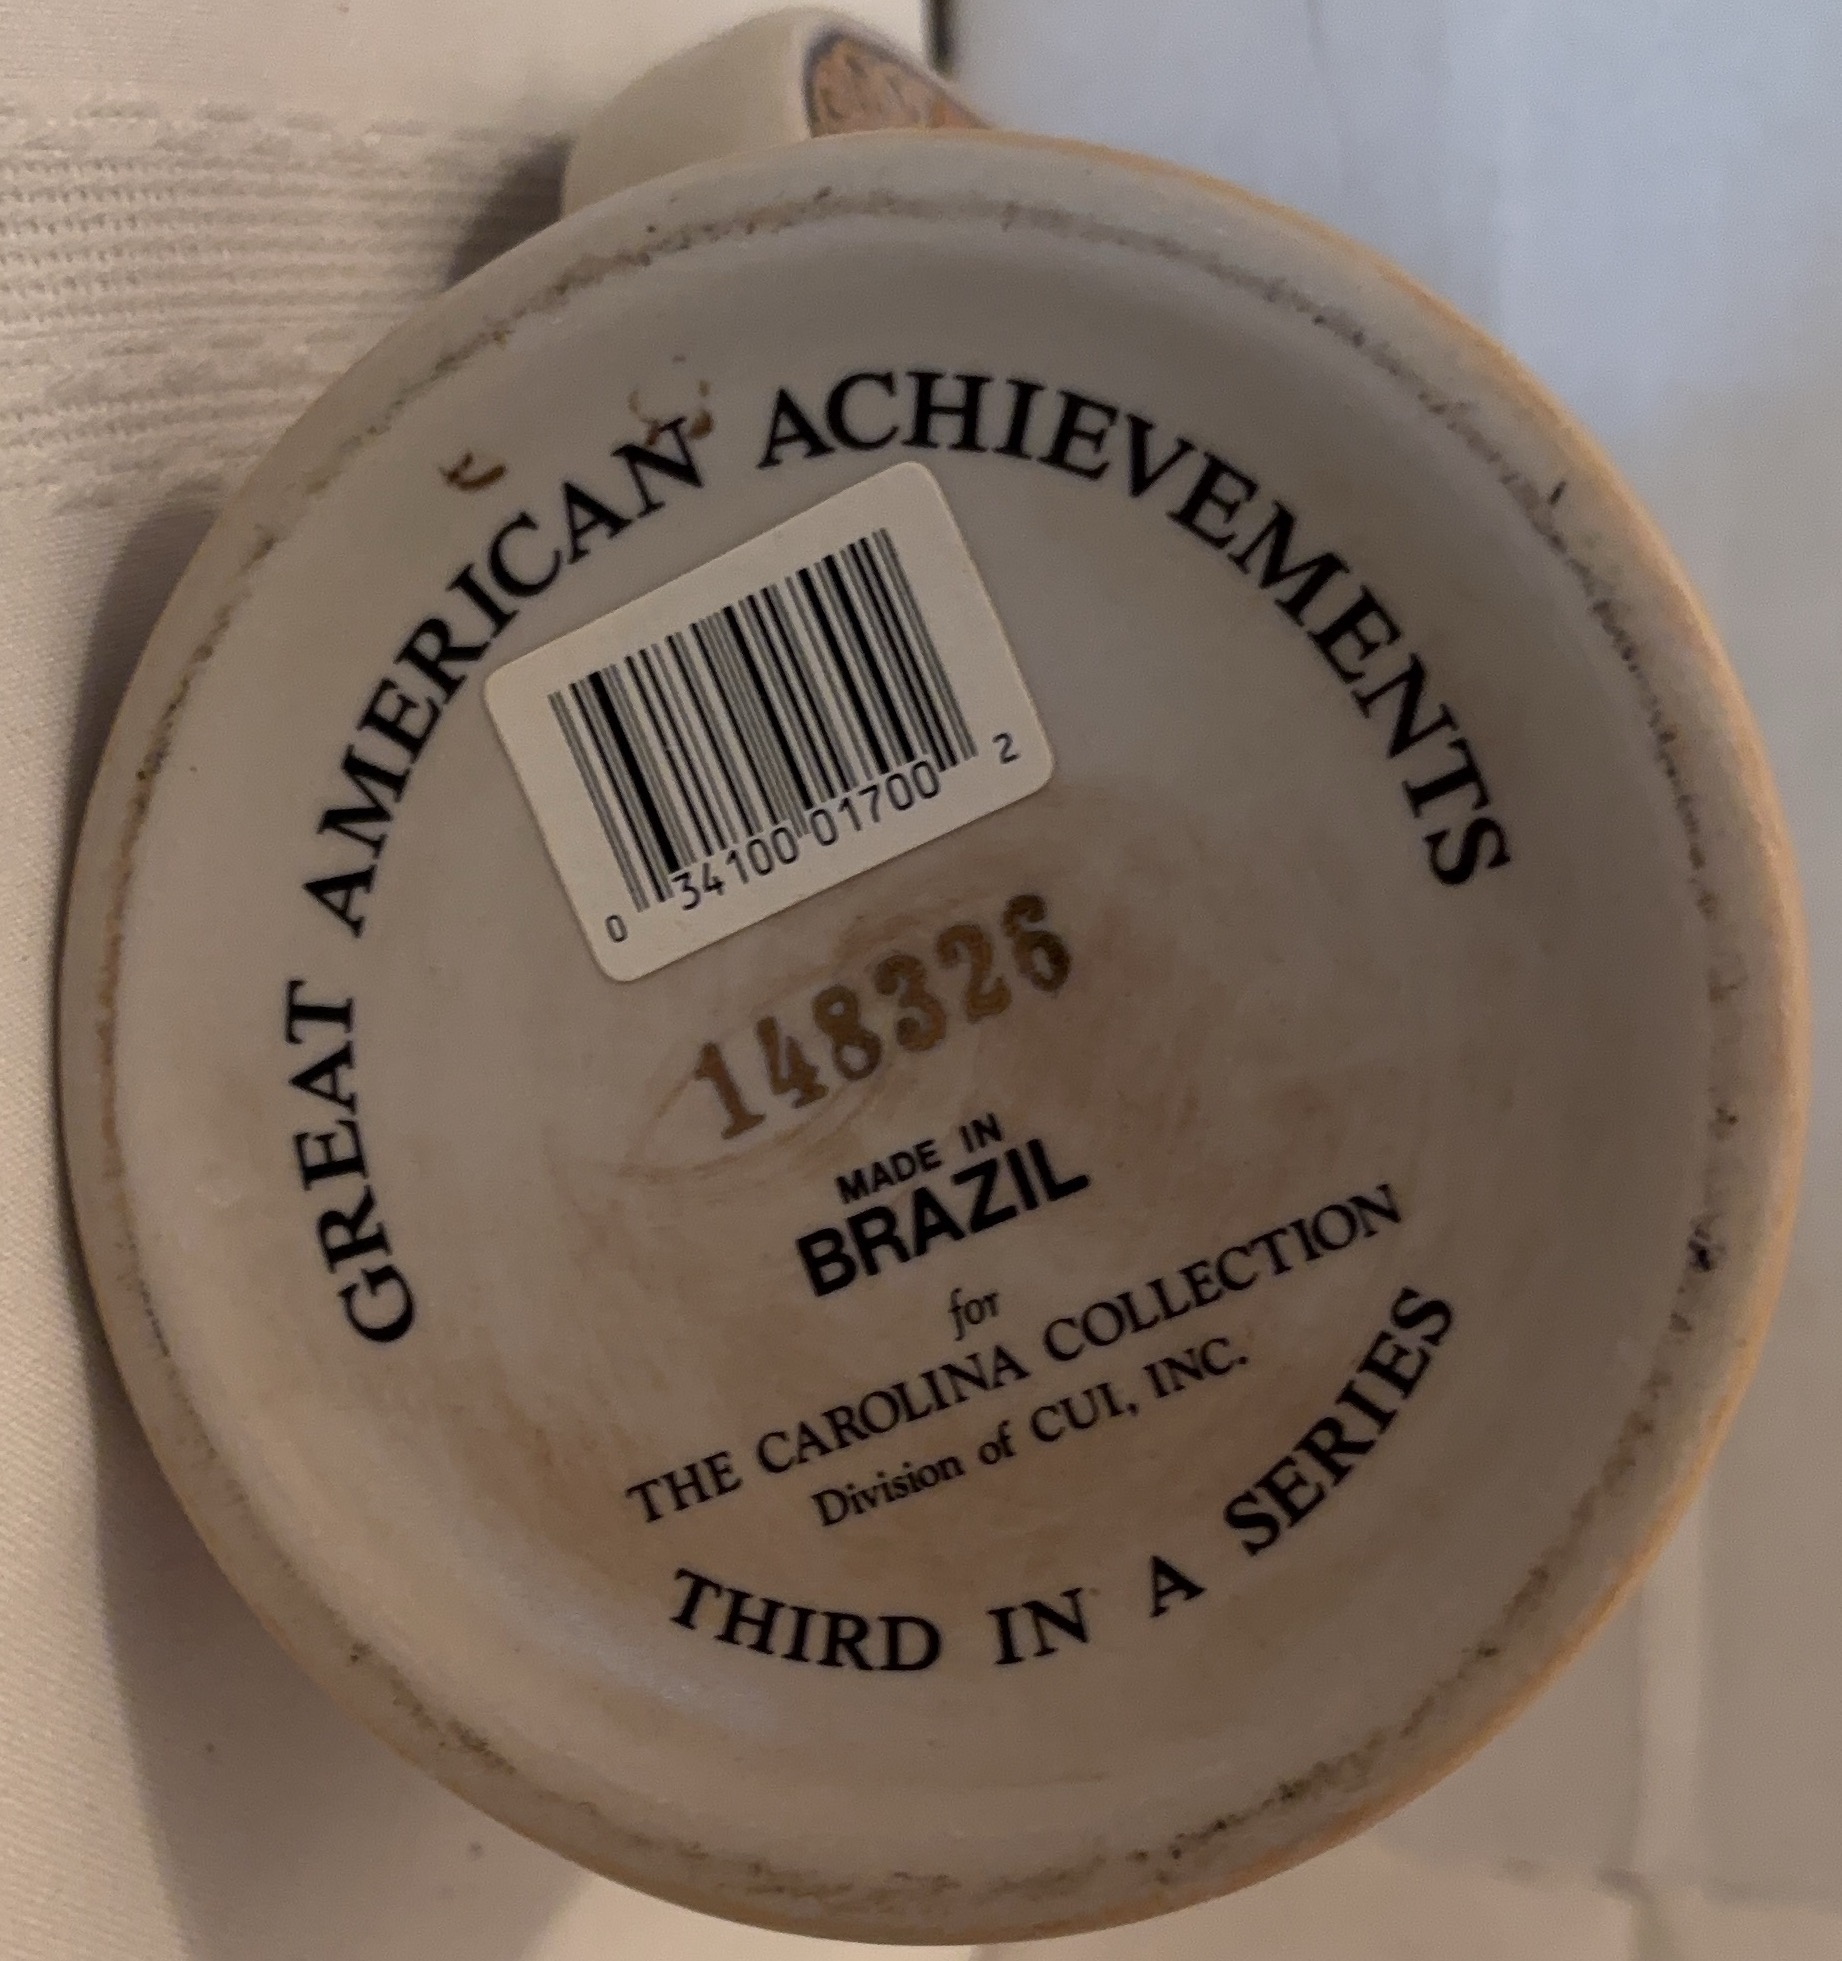 GREAT AMERICAN ACHIEVEMENTS
0 34100 01700 2
148326
MADE IN
BRAZIL
for
THE CAROLINA COLLECTION
Division of CUI, INC.
THIRD IN A SERIES